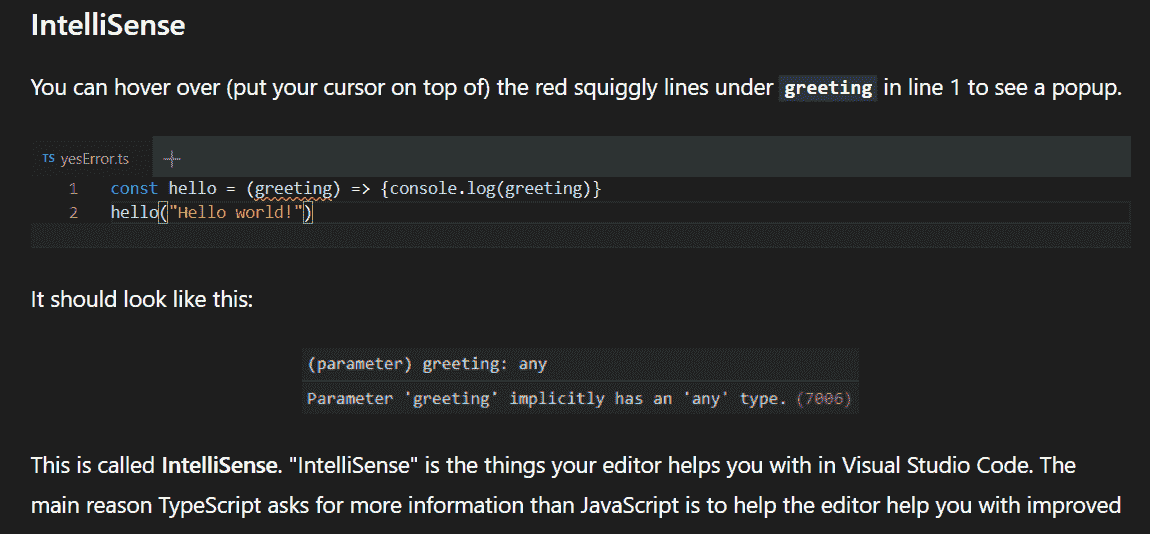 IntelliSense
You can hover over (put your cursor on top of) the red squiggly lines under greeting in line 1 to see a popup.
TS yesError.ts
1 const hello = (greeting) => {console.log(greeting)}
2 hello("Hello world!")
It should look like this:
(parameter) greeting: any
Parameter 'greeting' implicitly has an 'any' type. (7006)
This is called IntelliSense. "IntelliSense" is the things your editor helps you with in Visual Studio Code. The
main reason TypeScript asks for more information than JavaScript is to help the editor help you with improved